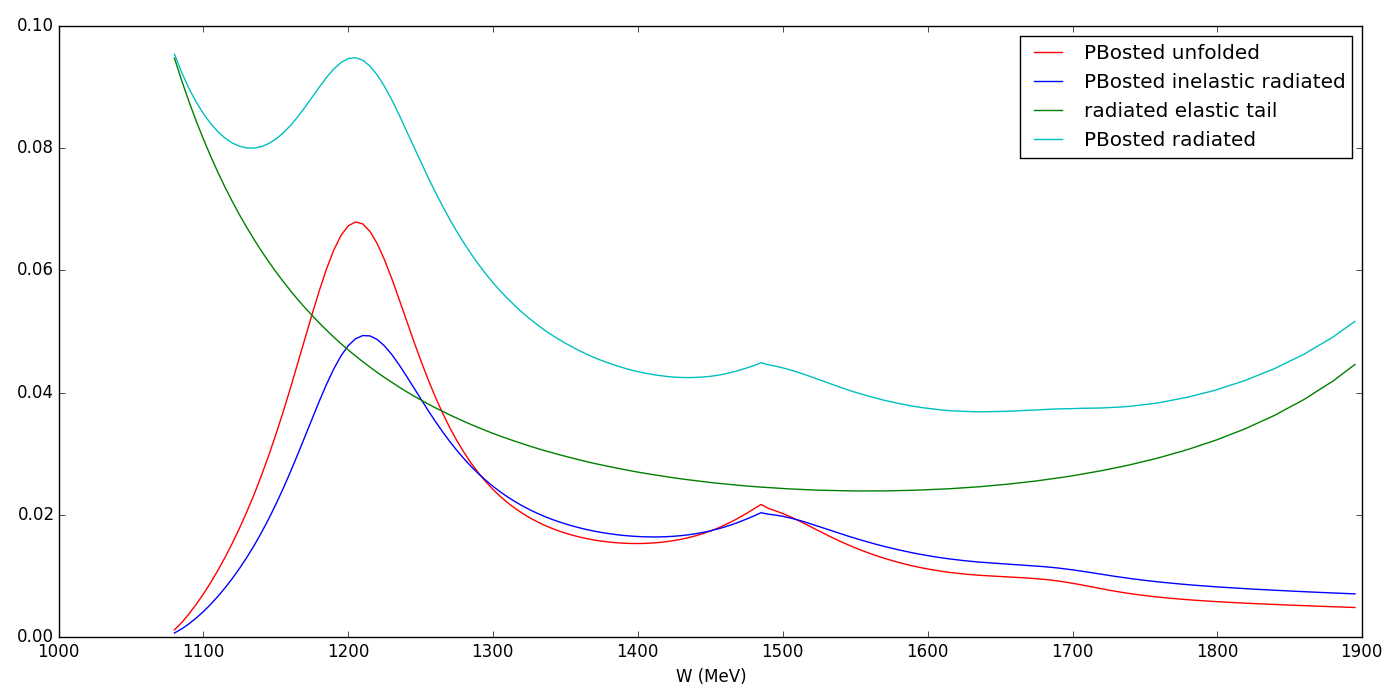 0.10
0.08
0.06
0.04
0.02
0.00
PBosted unfolded
PBosted inelastic radiated
radiated elastic tail
PBosted radiated
1000 1100 1200 1300 1400 1500 1600 1700 1800 1900
W (MeV)